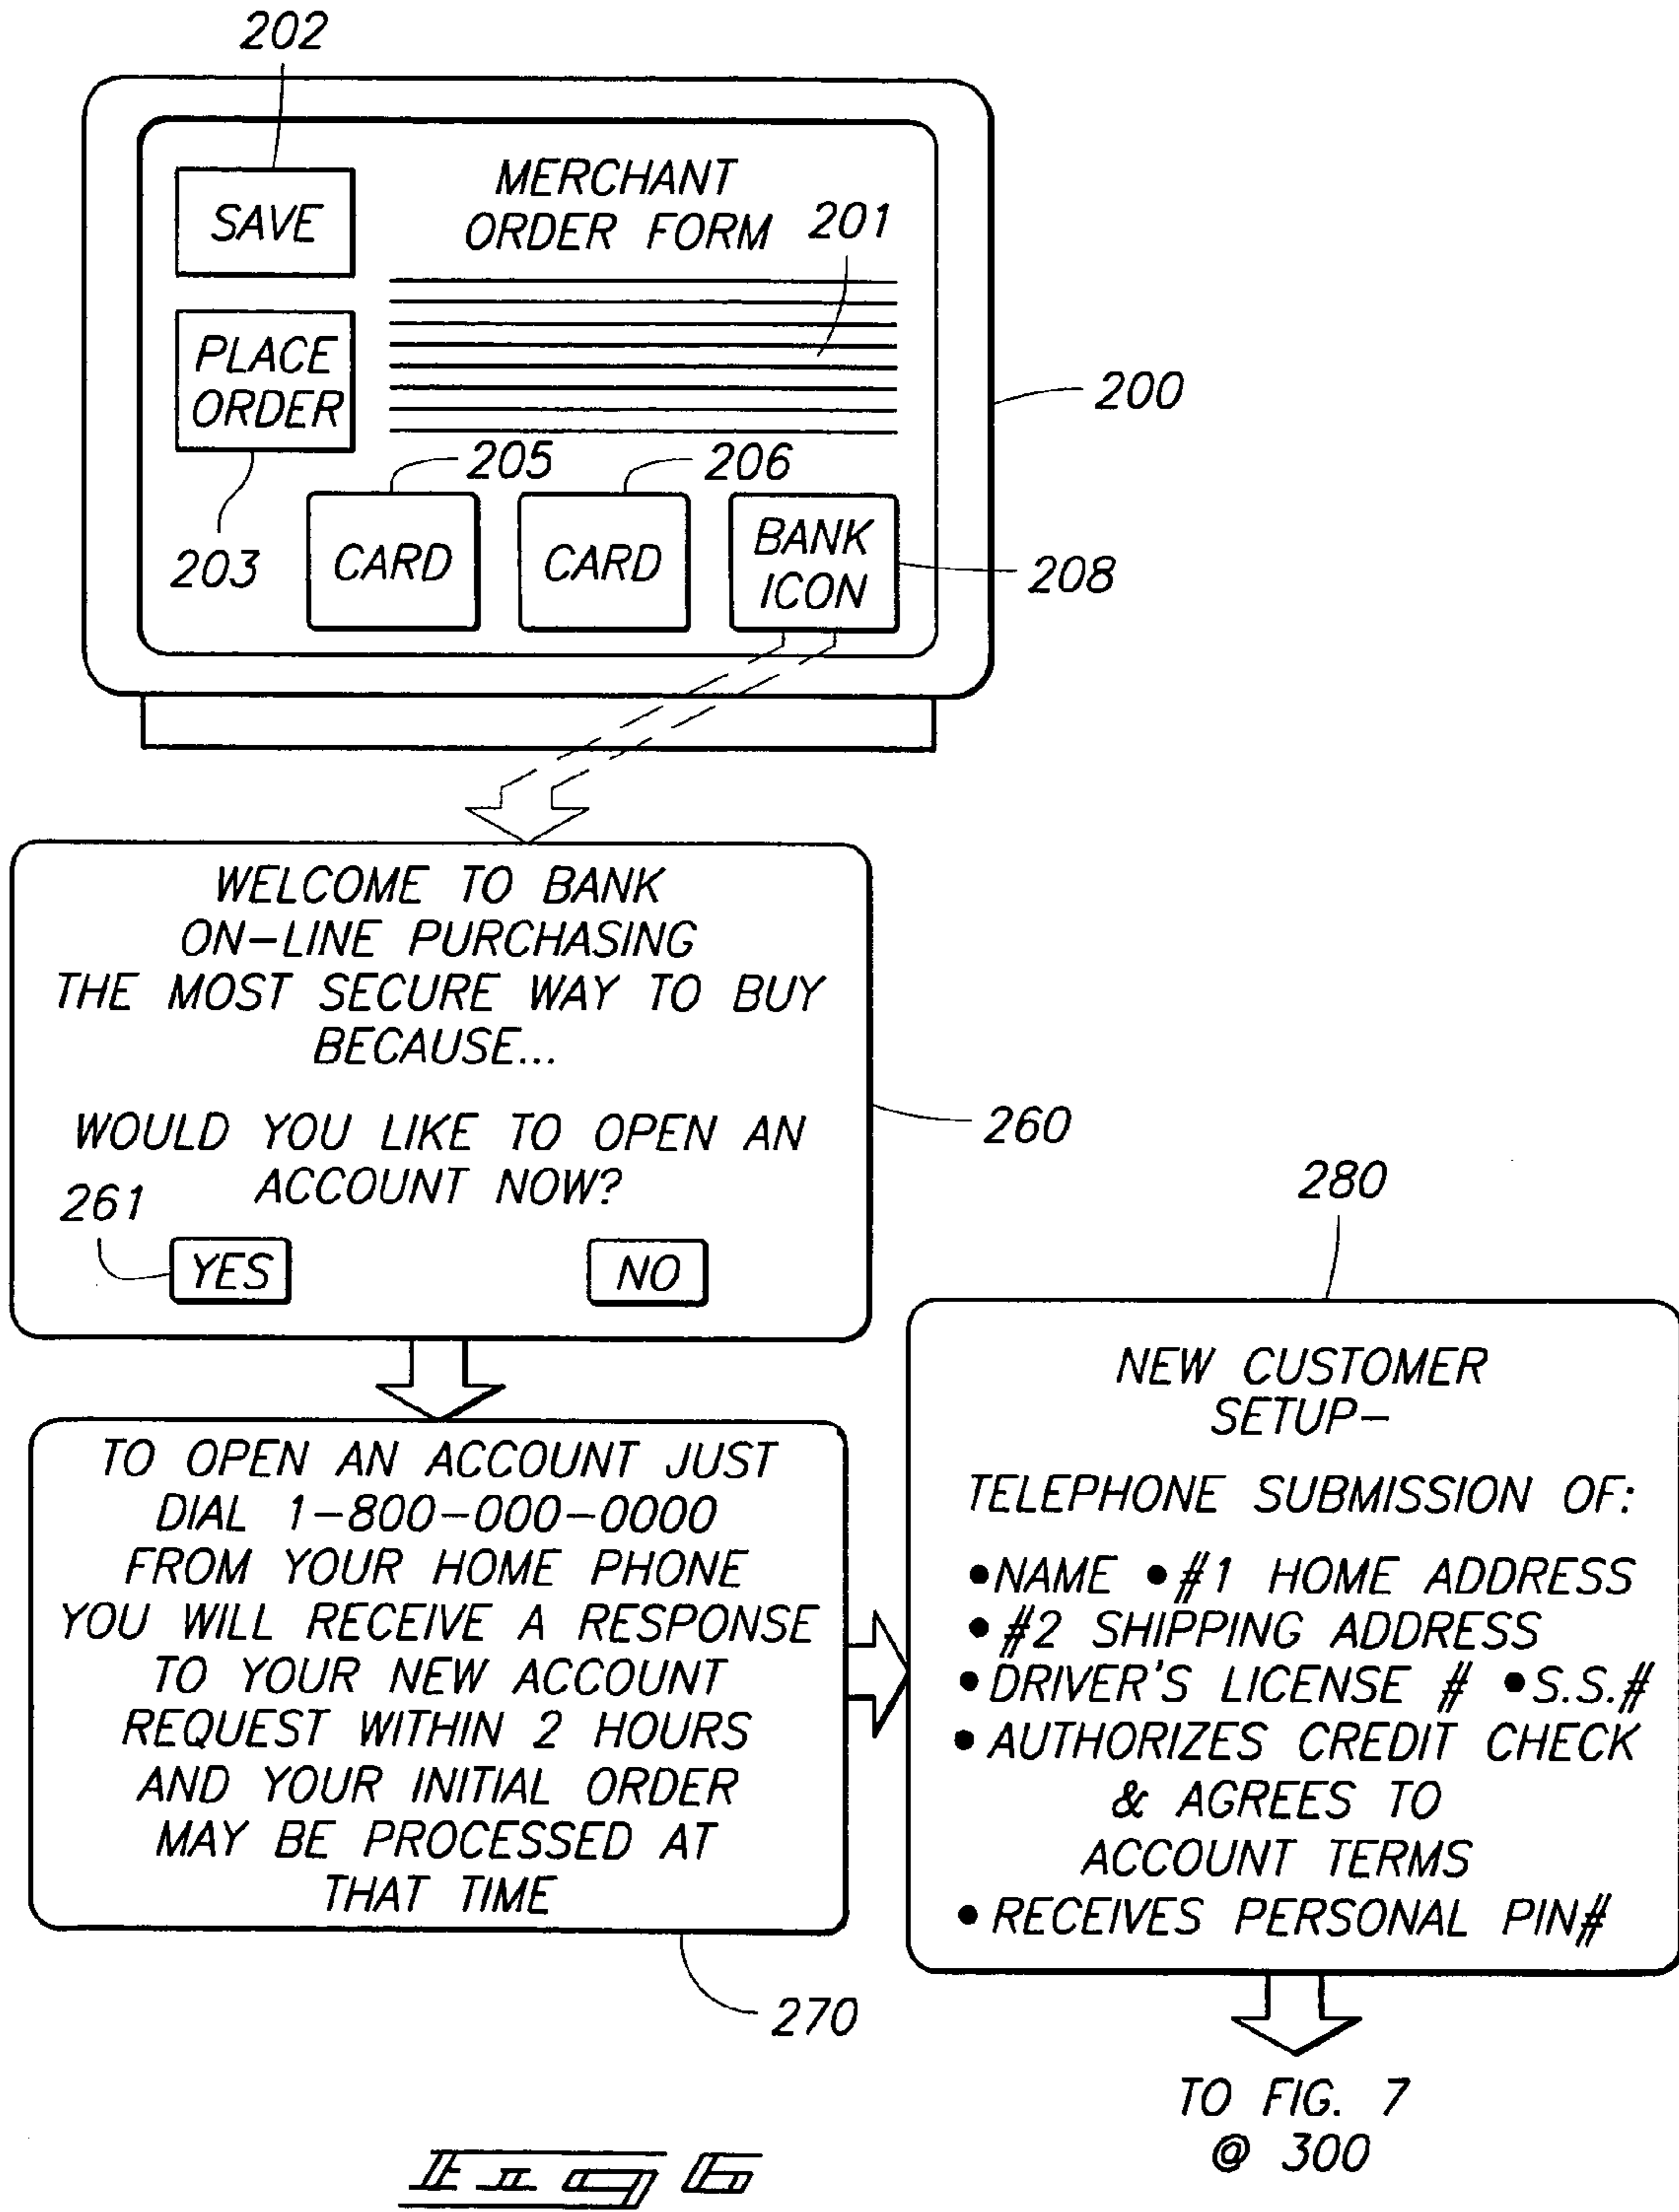 202
SAVE
MERCHANT
ORDER FORM
201
PLACE
ORDER
200
203
205
206
CARD
CARD
BANK
ICON
208
WELCOME TO BANK
ON-LINE PURCHASING
THE MOST SECURE WAY TO BUY
BECAUSE...
WOULD YOU LIKE TO OPEN AN
ACCOUNT NOW?
260
261
YES
NO
TO OPEN AN ACCOUNT JUST
DIAL 1-800-000-0000
FROM YOUR HOME PHONE
YOU WILL RECEIVE A RESPONSE
TO YOUR NEW ACCOUNT
REQUEST WITHIN 2 HOURS
AND YOUR INITIAL ORDER
MAY BE PROCESSED AT
THAT TIME
270
280
NEW CUSTOMER
SETUP-
TELEPHONE SUBMISSION OF:
•NAME •#1 HOME ADDRESS
•#2 SHIPPING ADDRESS
•DRIVER'S LICENSE # •S.S.#
•AUTHORIZES CREDIT CHECK
& AGREES TO
ACCOUNT TERMS
•RECEIVES PERSONAL PIN#
TO FIG. 7
@ 300
Fig 6